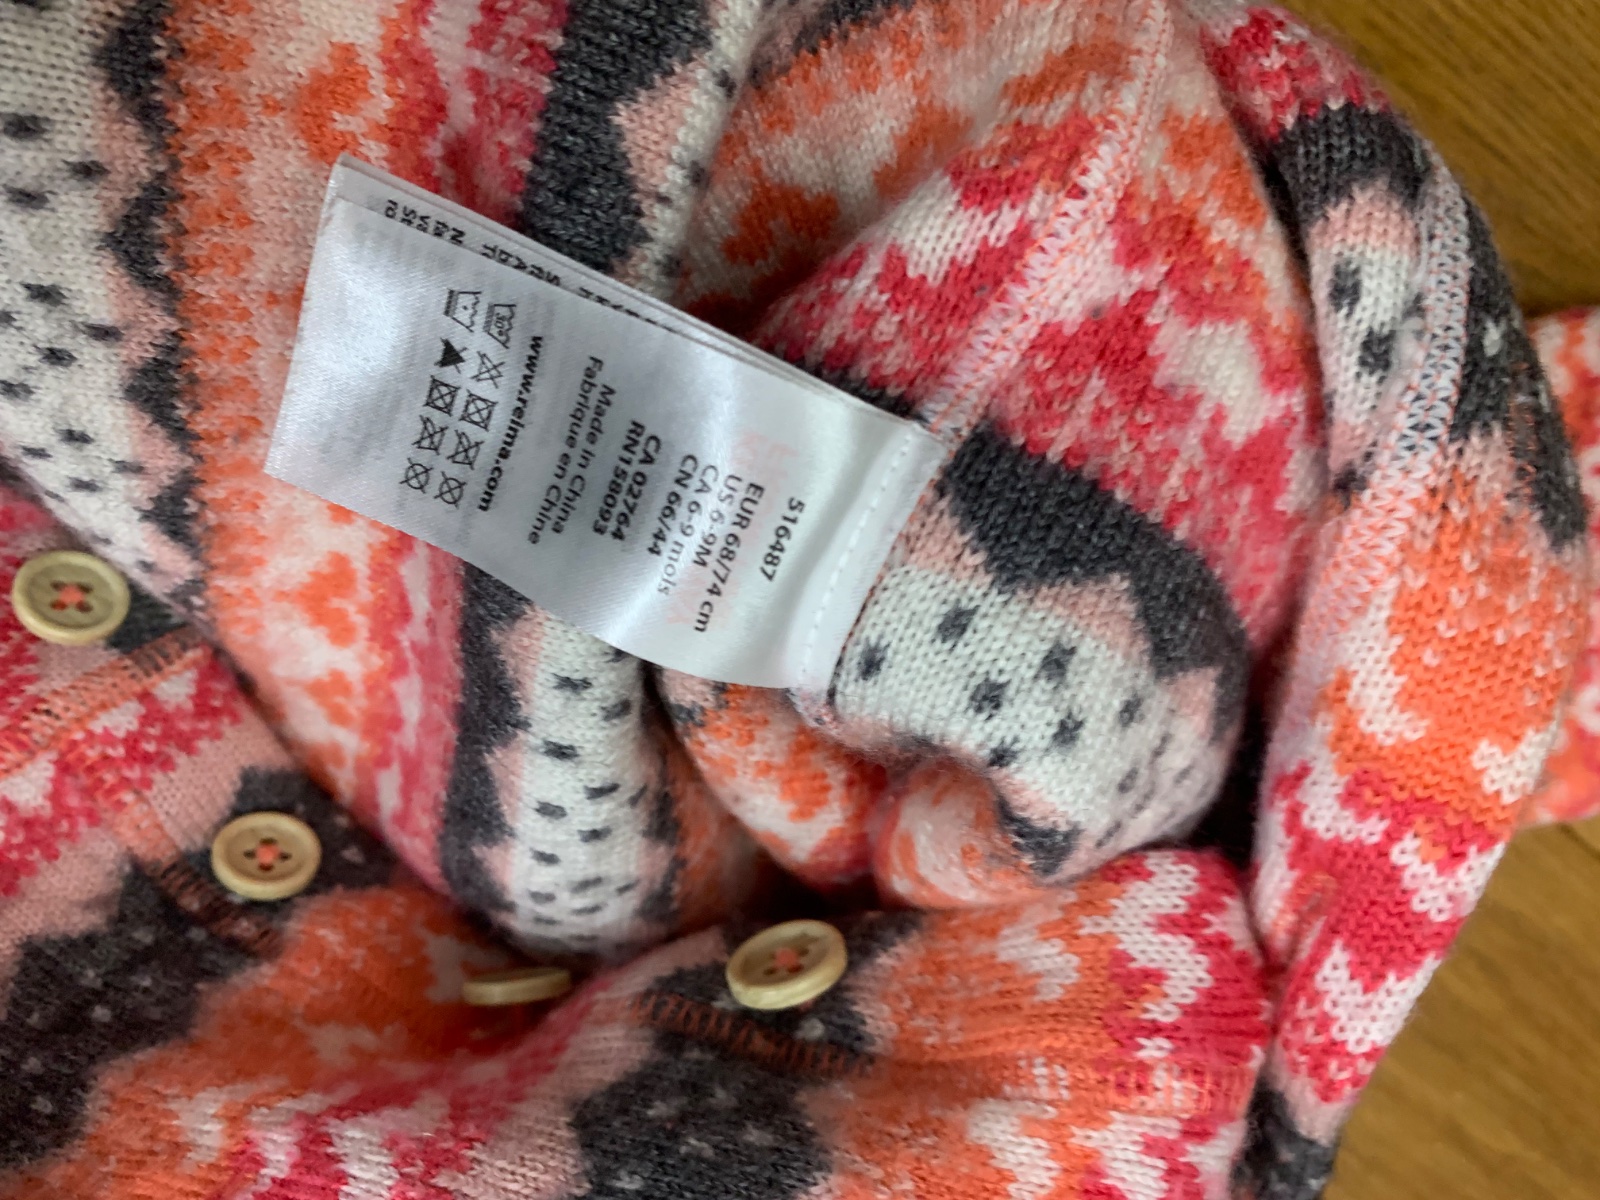 516487
EUR 68/74 cm
US 6-9M
CA 6-9 mois
CN 66/44
CA 02764
RN158093
Made in China
Fabriqué en Chine
www.reima.com
30°